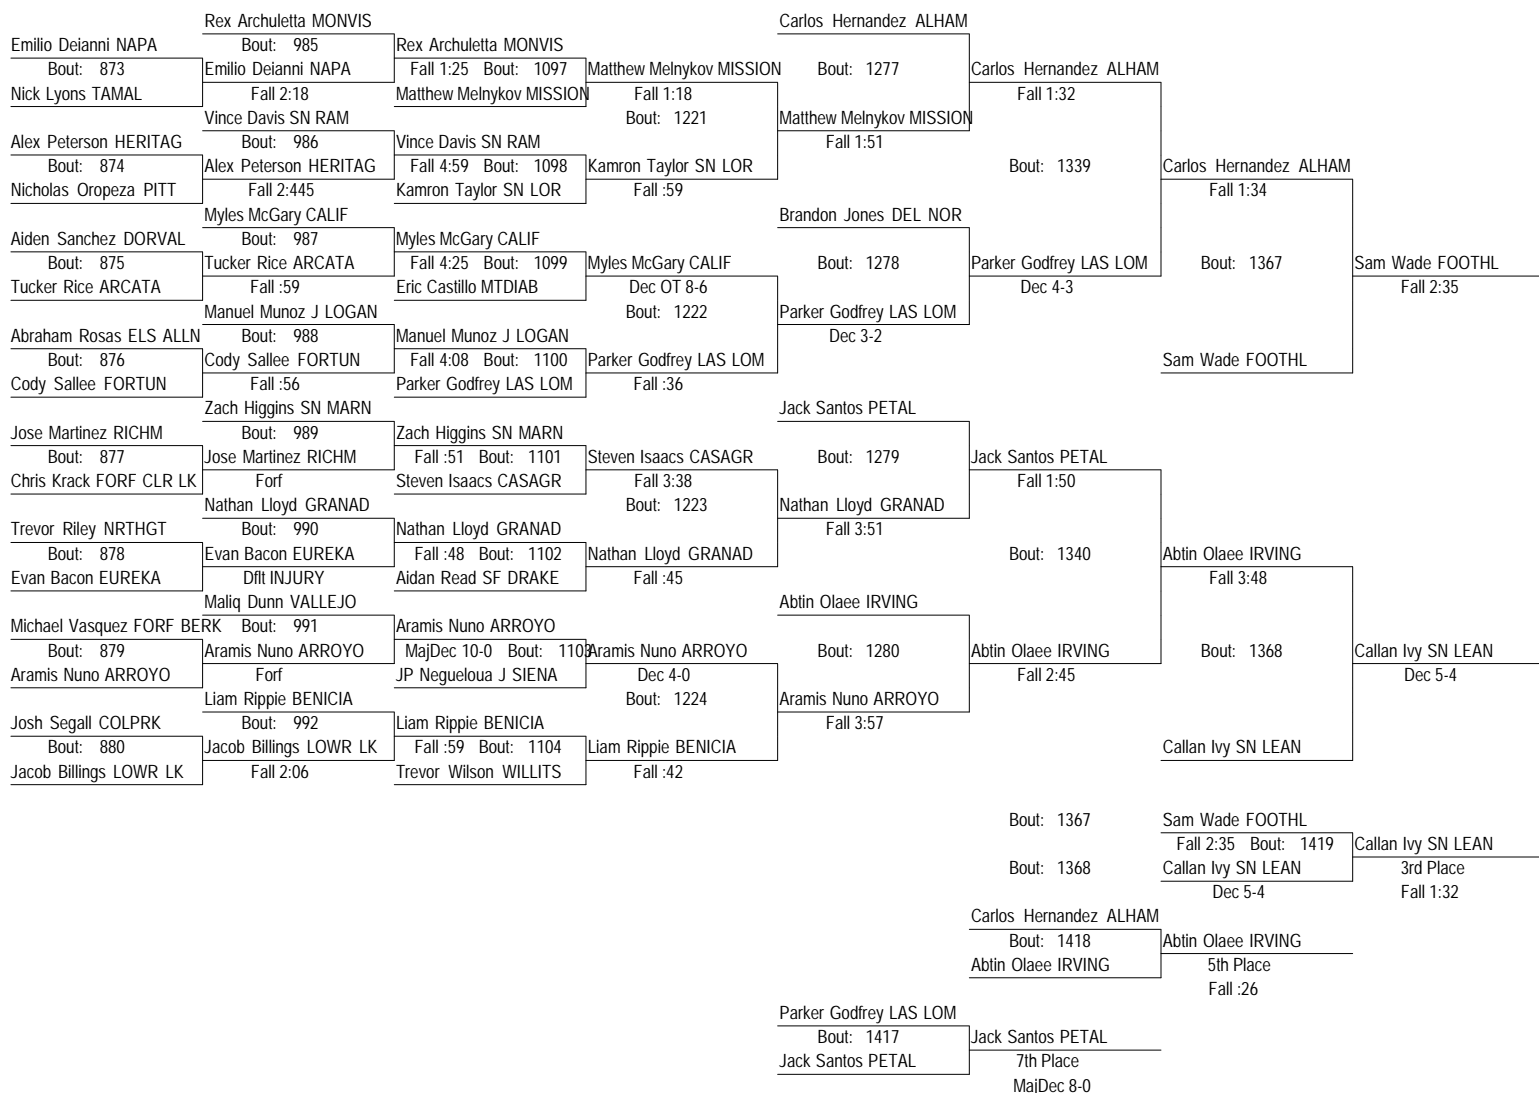 Rex Archuletta MONVIS Carlos Hernandez ALHAM
Emilio Deianni NAPA Bout: 985 Rex Archuletta MONVIS
Bout: 873 Emilio Deianni NAPA Fall 1:25 Bout: 1097 Matthew Melnykov MISSION Bout: 1277 Carlos Hernandez ALHAM
Nick Lyons TAMAL Fall 2:18 Matthew Melnykov MISSION Fall 1:18 Fall 1:32
Vince Davis SN RAM Bout: 1221 Matthew Melnykov MISSION
Alex Peterson HERITAG Bout: 986 Vince Davis SN RAM Fall 1:51
Bout: 874 Alex Peterson HERITAG Fall 4:59 Bout: 1098 Kamron Taylor SN LOR Bout: 1339 Carlos Hernandez ALHAM
Nicholas Oropeza PITT Fall 2:445 Kamron Taylor SN LOR Fall :59 Fall 1:34
Myles McGary CALIF Brandon Jones DEL NOR
Aiden Sanchez DORVAL Bout: 987 Myles McGary CALIF
Bout: 875 Tucker Rice ARCATA Fall 4:25 Bout: 1099 Myles McGary CALIF Bout: 1278 Parker Godfrey LAS LOM Bout: 1367 Sam Wade FOOTHL
Tucker Rice ARCATA Fall :59 Eric Castillo MTDIAB Dec OT 8-6 Dec 4-3 Fall 2:35
Manuel Munoz J LOGAN Bout: 1222 Parker Godfrey LAS LOM
Abraham Rosas ELS ALLN Bout: 988 Manuel Munoz J LOGAN Dec 3-2
Bout: 876 Cody Sallee FORTUN Fall 4:08 Bout: 1100 Parker Godfrey LAS LOM Sam Wade FOOTHL
Cody Sallee FORTUN Fall :56 Parker Godfrey LAS LOM Fall :36
Zach Higgins SN MARN Jack Santos PETAL
Jose Martinez RICHM Bout: 989 Zach Higgins SN MARN
Bout: 877 Jose Martinez RICHM Fall :51 Bout: 1101 Steven Isaacs CASAGR Bout: 1279 Jack Santos PETAL
Chris Krack FORF CLR LK Forf Steven Isaacs CASAGR Fall 3:38 Fall 1:50
Nathan Lloyd GRANAD Bout: 1223 Nathan Lloyd GRANAD
Trevor Riley NRTHGT Bout: 990 Nathan Lloyd GRANAD Fall 3:51
Bout: 878 Evan Bacon EUREKA Fall :48 Bout: 1102 Nathan Lloyd GRANAD Bout: 1340 Abtin Olaee IRVING
Evan Bacon EUREKA Dflt INJURY Aidan Read SF DRAKE Fall :45 Fall 3:48
Maliq Dunn VALLEJO Abtin Olaee IRVING
Michael Vasquez FORF BERK Bout: 991 Aramis Nuno ARROYO
Bout: 879 Aramis Nuno ARROYO MajDec 10-0 Bout: 1103 Aramis Nuno ARROYO Bout: 1280 Abtin Olaee IRVING Bout: 1368 Callan Ivy SN LEAN
Aramis Nuno ARROYO Forf JP Negueloua J SIENA Dec 4-0 Fall 2:45 Dec 5-4
Liam Rippie BENICIA Bout: 1224 Aramis Nuno ARROYO
Josh Segall COLPRK Bout: 992 Liam Rippie BENICIA Fall 3:57
Bout: 880 Jacob Billings LOWR LK Fall :59 Bout: 1104 Liam Rippie BENICIA Callan Ivy SN LEAN
Jacob Billings LOWR LK Fall 2:06 Trevor Wilson WILLITS Fall :42
Bout: 1367 Sam Wade FOOTHL
Fall 2:35 Bout: 1419 Callan Ivy SN LEAN
Bout: 1368 Callan Ivy SN LEAN 3rd Place
Dec 5-4 Fall 1:32
Carlos Hernandez ALHAM
Bout: 1418 Abtin Olaee IRVING
Abtin Olaee IRVING 5th Place
Fall :26
Parker Godfrey LAS LOM
Bout: 1417 Jack Santos PETAL
Jack Santos PETAL 7th Place
MajDec 8-0